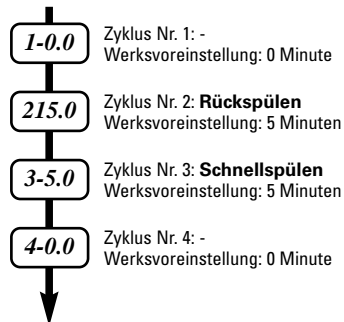 1-0.0
Zyklus Nr. 1: -
Werksvoreinstellung: 0 Minute
215.0
Zyklus Nr. 2: Rückspülen
Werksvoreinstellung: 5 Minuten
3-5.0
Zyklus Nr. 3: Schnellspülen
Werksvoreinstellung: 5 Minuten
4-0.0
Zyklus Nr. 4: -
Werksvoreinstellung: 0 Minute